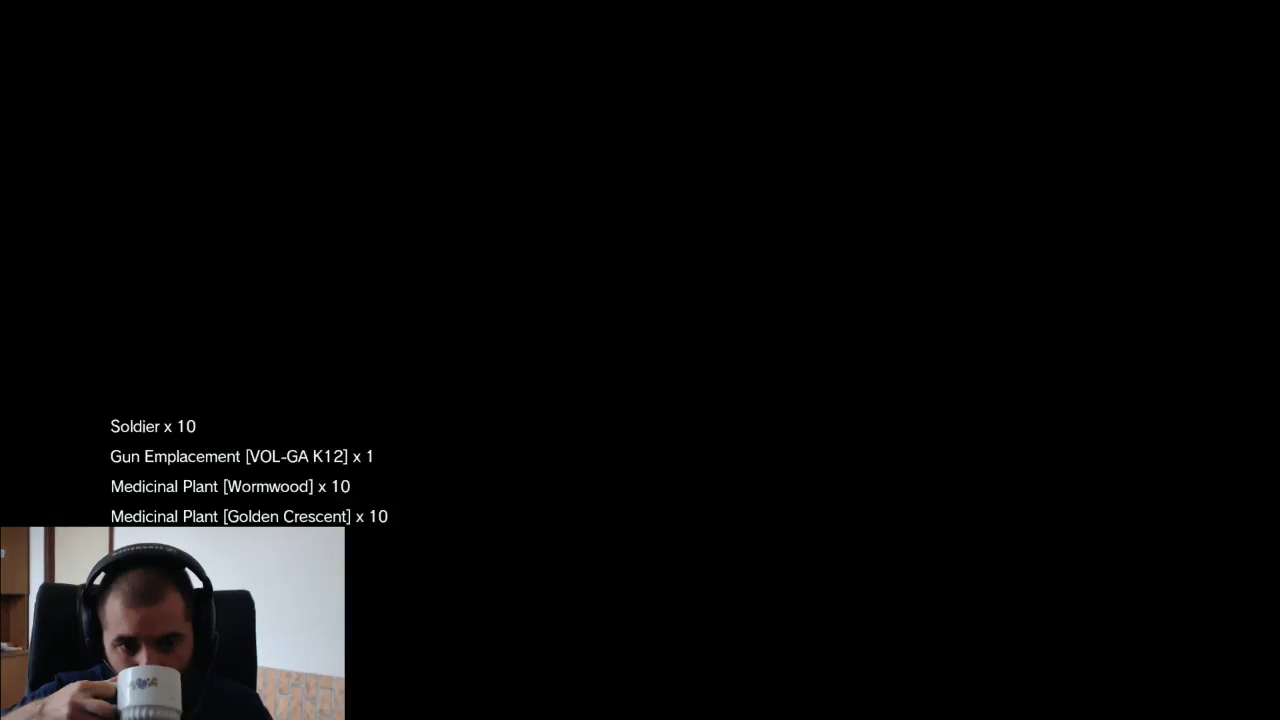 Soldier x 10
Gun Emplacement [VOL-GA K12] x 1
Medicinal Plant [Wormwood] x 10
Medicinal Plant [Golden Crescent] x 10